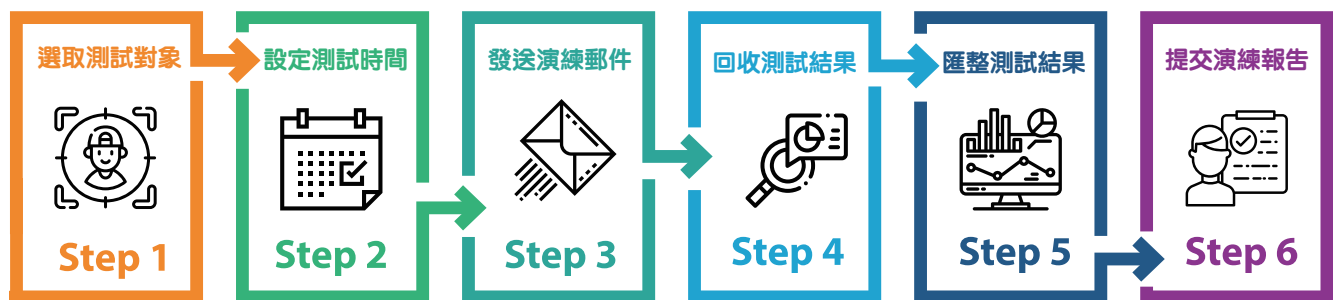 選取測試對象
Step 1
設定測試時間
Step 2
發送演練郵件
Step 3
回收測試結果
Step 4
匯整測試結果
Step 5
提交演練報告
Step 6